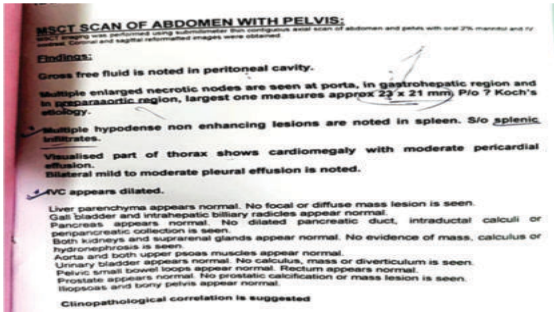 MSCT SCAN OF ABDOMEN WITH PELVIS:
MSCT imaging was performed using submillimeter thin contiguous axial scan of abdomen and pelvis with oral 2% mannitol and IV
contrast. Coronal and sagittal reformatted images were obtained.
Findings:
Gross free fluid is noted in peritoneal cavity.
Multiple enlarged necrotic nodes are seen at porta, in gastrohepatic region and
in preparaaortic region, largest one measures approx 23 x 21 mm. P/o ? Koch's
etiology.
Multiple hypodense non enhancing lesions are noted in spleen. S/o splenic
infiltrates.
Visualised part of thorax shows cardiomegaly with moderate pericardial
effusion.
Bilateral mild to moderate pleural effusion is noted.
IVC appears dilated.
Liver parenchyma appears normal. No focal or diffuse mass lesion is seen.
Gall bladder and intrahepatic billiary radicles appear normal.
Pancreas appears normal. No dilated pancreatic duct, intraductal calculi or
peripancreatic collection is seen.
Both kidneys and suprarenal glands appear normal. No evidence of mass, calculus or
hydronephrosis is seen.
Aorta and both upper psoas muscles appear normal.
Urinary bladder appears normal. No calculus, mass or diverticulum is seen.
Pelvic small bowel loops appear normal. Rectum appears normal.
Prostate appears normal. No prostatic calcification or mass lesion is seen.
Iliopsoas and bony pelvis appear normal.
Clinopathological correlation is suggested